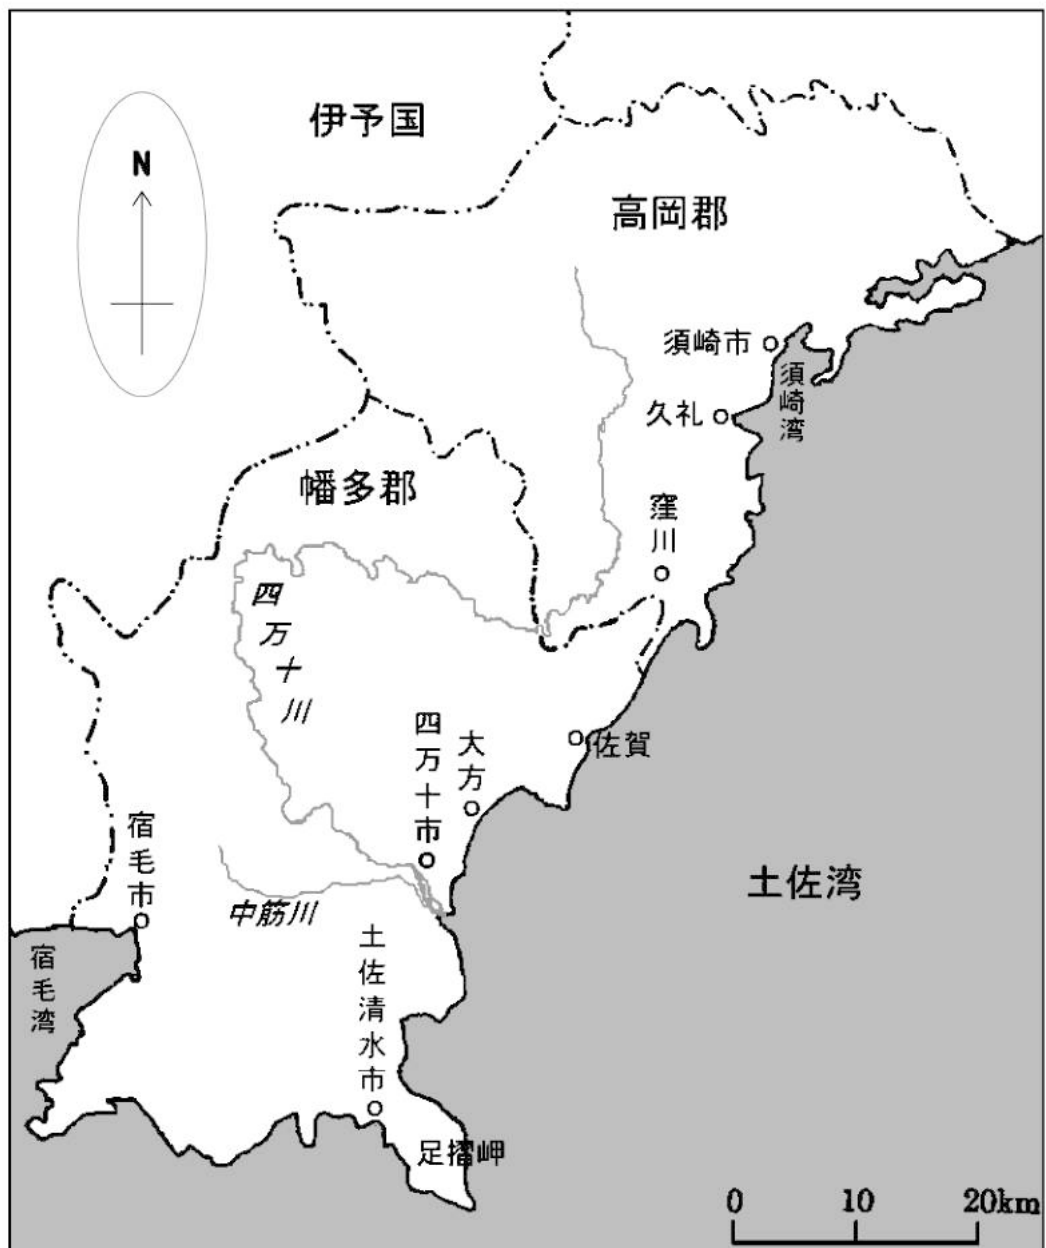 伊予国
N
高岡郡
須崎市
須崎湾
久礼
幡多郡
窪川
四万十川
四万十市
大方
佐賀
宿毛市
土佐湾
中筋川
宿毛湾
土佐清水市
足摺岬
0 10 20km